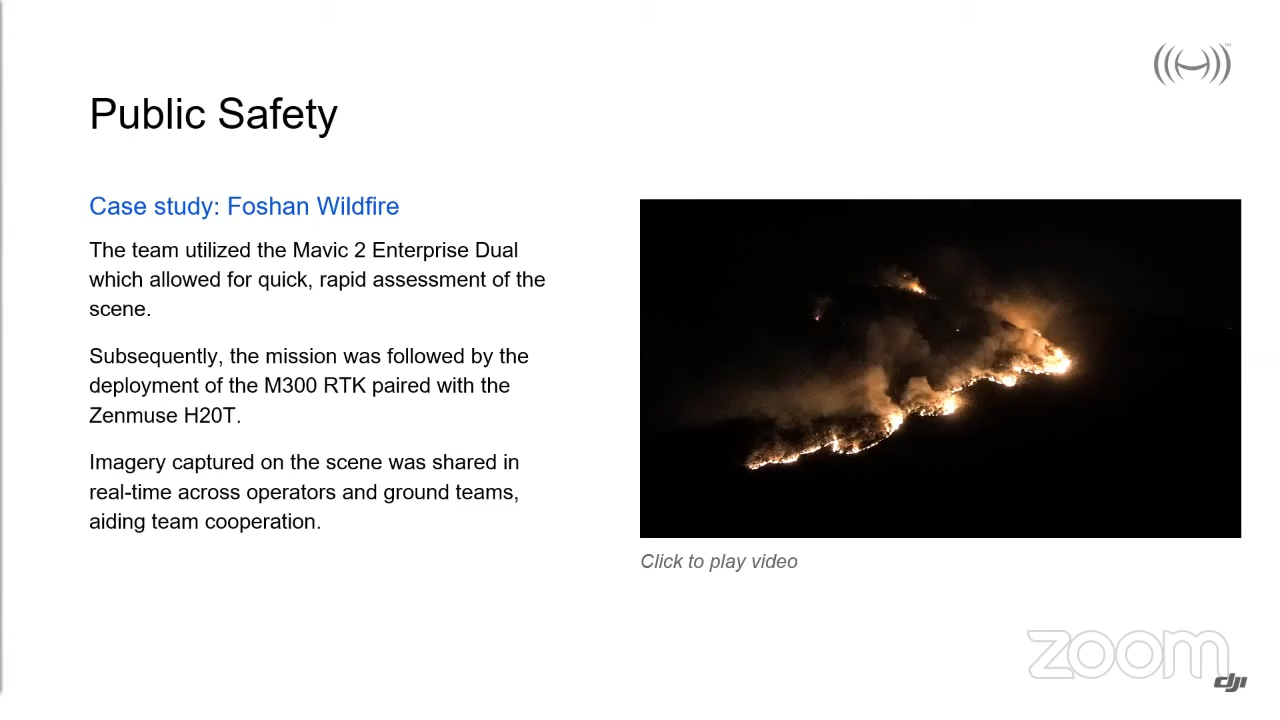 Public Safety
Case study: Foshan Wildfire
The team utilized the Mavic 2 Enterprise Dual
which allowed for quick, rapid assessment of the
scene.
Subsequently, the mission was followed by the
deployment of the M300 RTK paired with the
Zenmuse H20T.
Imagery captured on the scene was shared in
real-time across operators and ground teams,
aiding team cooperation.
Click to play video
zoom
dji